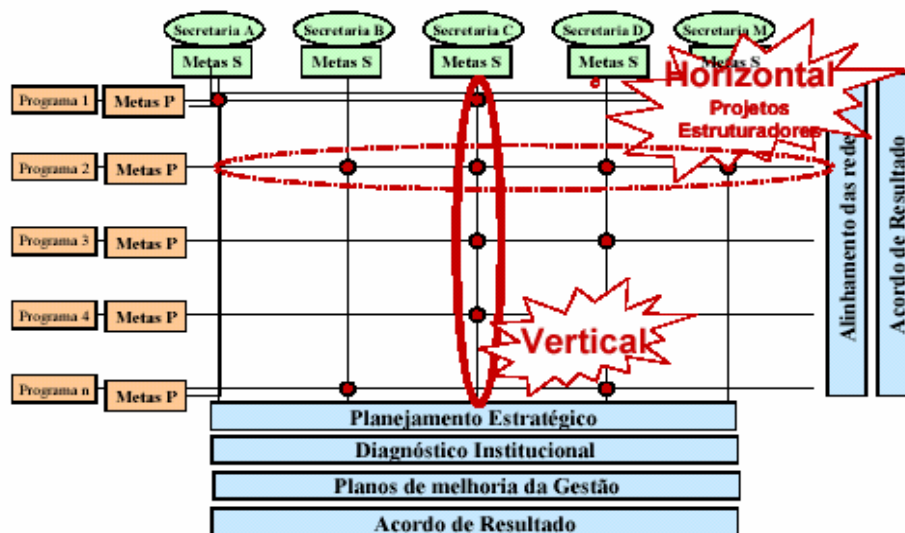 Secretaria A Secretaria B Secretaria C Secretaria D Secretaria M
Metas S Metas S Metas S Metas S Metas S
Horizontal
Projetos
Estruturadores
Programa 1 Metas P
Programa 2 Metas P
Programa 3 Metas P
Programa 4 Metas P
Programa n Metas P
Vertical
Alinhamento das rede
Acordo de Resultado
Planejamento Estratégico
Diagnóstico Institucional
Planos de melhoria da Gestão
Acordo de Resultado